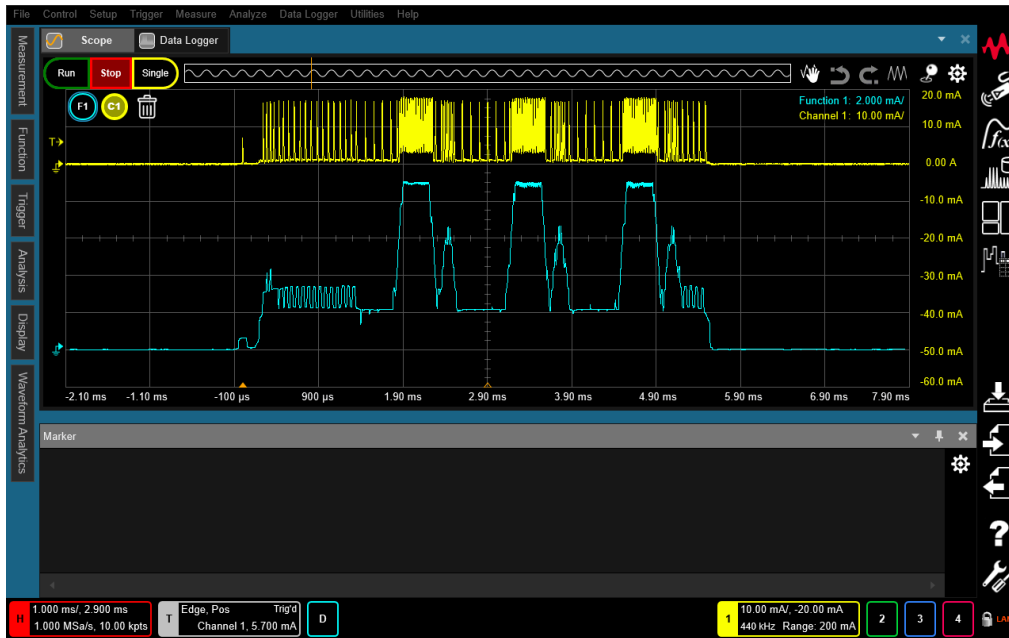 File Control Setup Trigger Measure Analyze Data Logger Utilities Help
Scope Data Logger
Run Stop Single
F1 C1
Function 1: 2.000 mA/
Channel 1: 10.00 mA/
Measurement
Function
Trigger
Analysis
Display
Waveform Analytics
T
20.0 mA
10.0 mA
0.00 A
-10.0 mA
-20.0 mA
-30.0 mA
-40.0 mA
-50.0 mA
-60.0 mA
-2.10 ms -1.10 ms -100 µs 900 µs 1.90 ms 2.90 ms 3.90 ms 4.90 ms 5.90 ms 6.90 ms 7.90 ms
f(x)
Marker
?
H
1.000 ms/, 2.900 ms
1.000 MSa/s, 10.00 kpts
T
Edge, Pos Trig'd
Channel 1, 5.700 mA
D
1
10.00 mA/, -20.00 mA
440 kHz Range: 200 mA
2 3 4